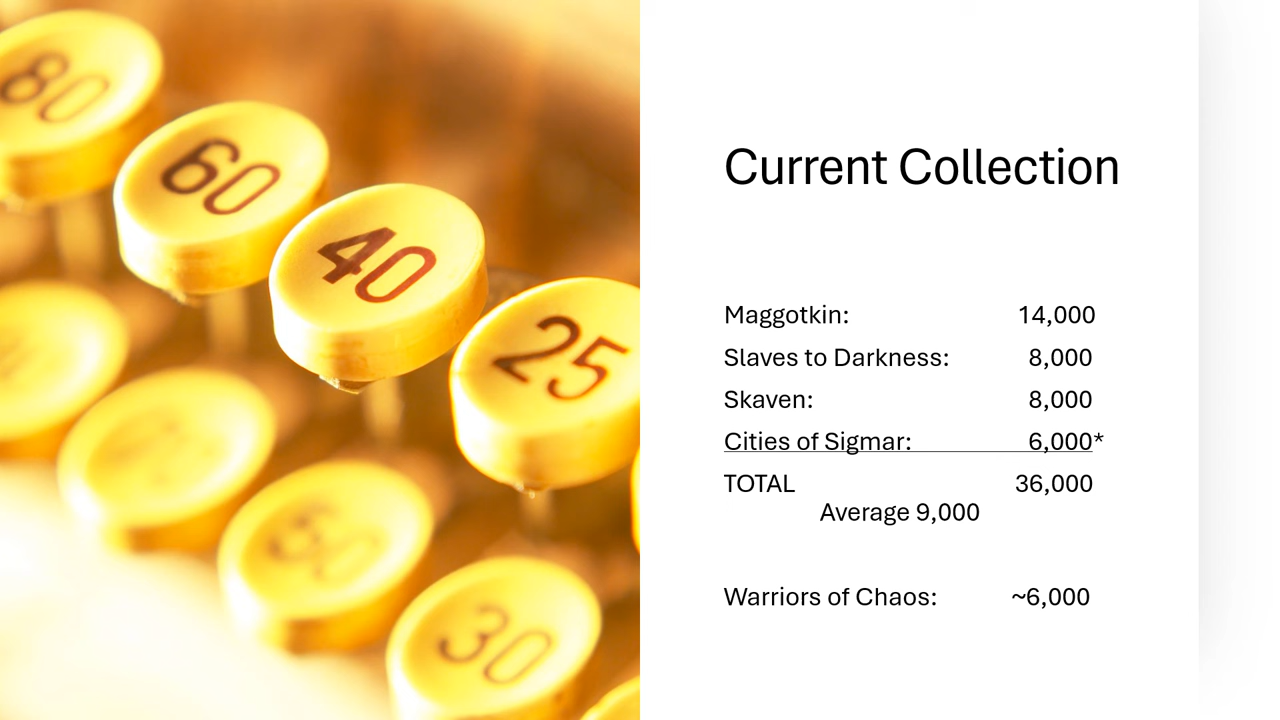 80
60
40
25
60
30
Current Collection
Maggotkin: 14,000
Slaves to Darkness: 8,000
Skaven: 8,000
Cities of Sigmar: 6,000*
TOTAL 36,000
Average 9,000
Warriors of Chaos: ~6,000